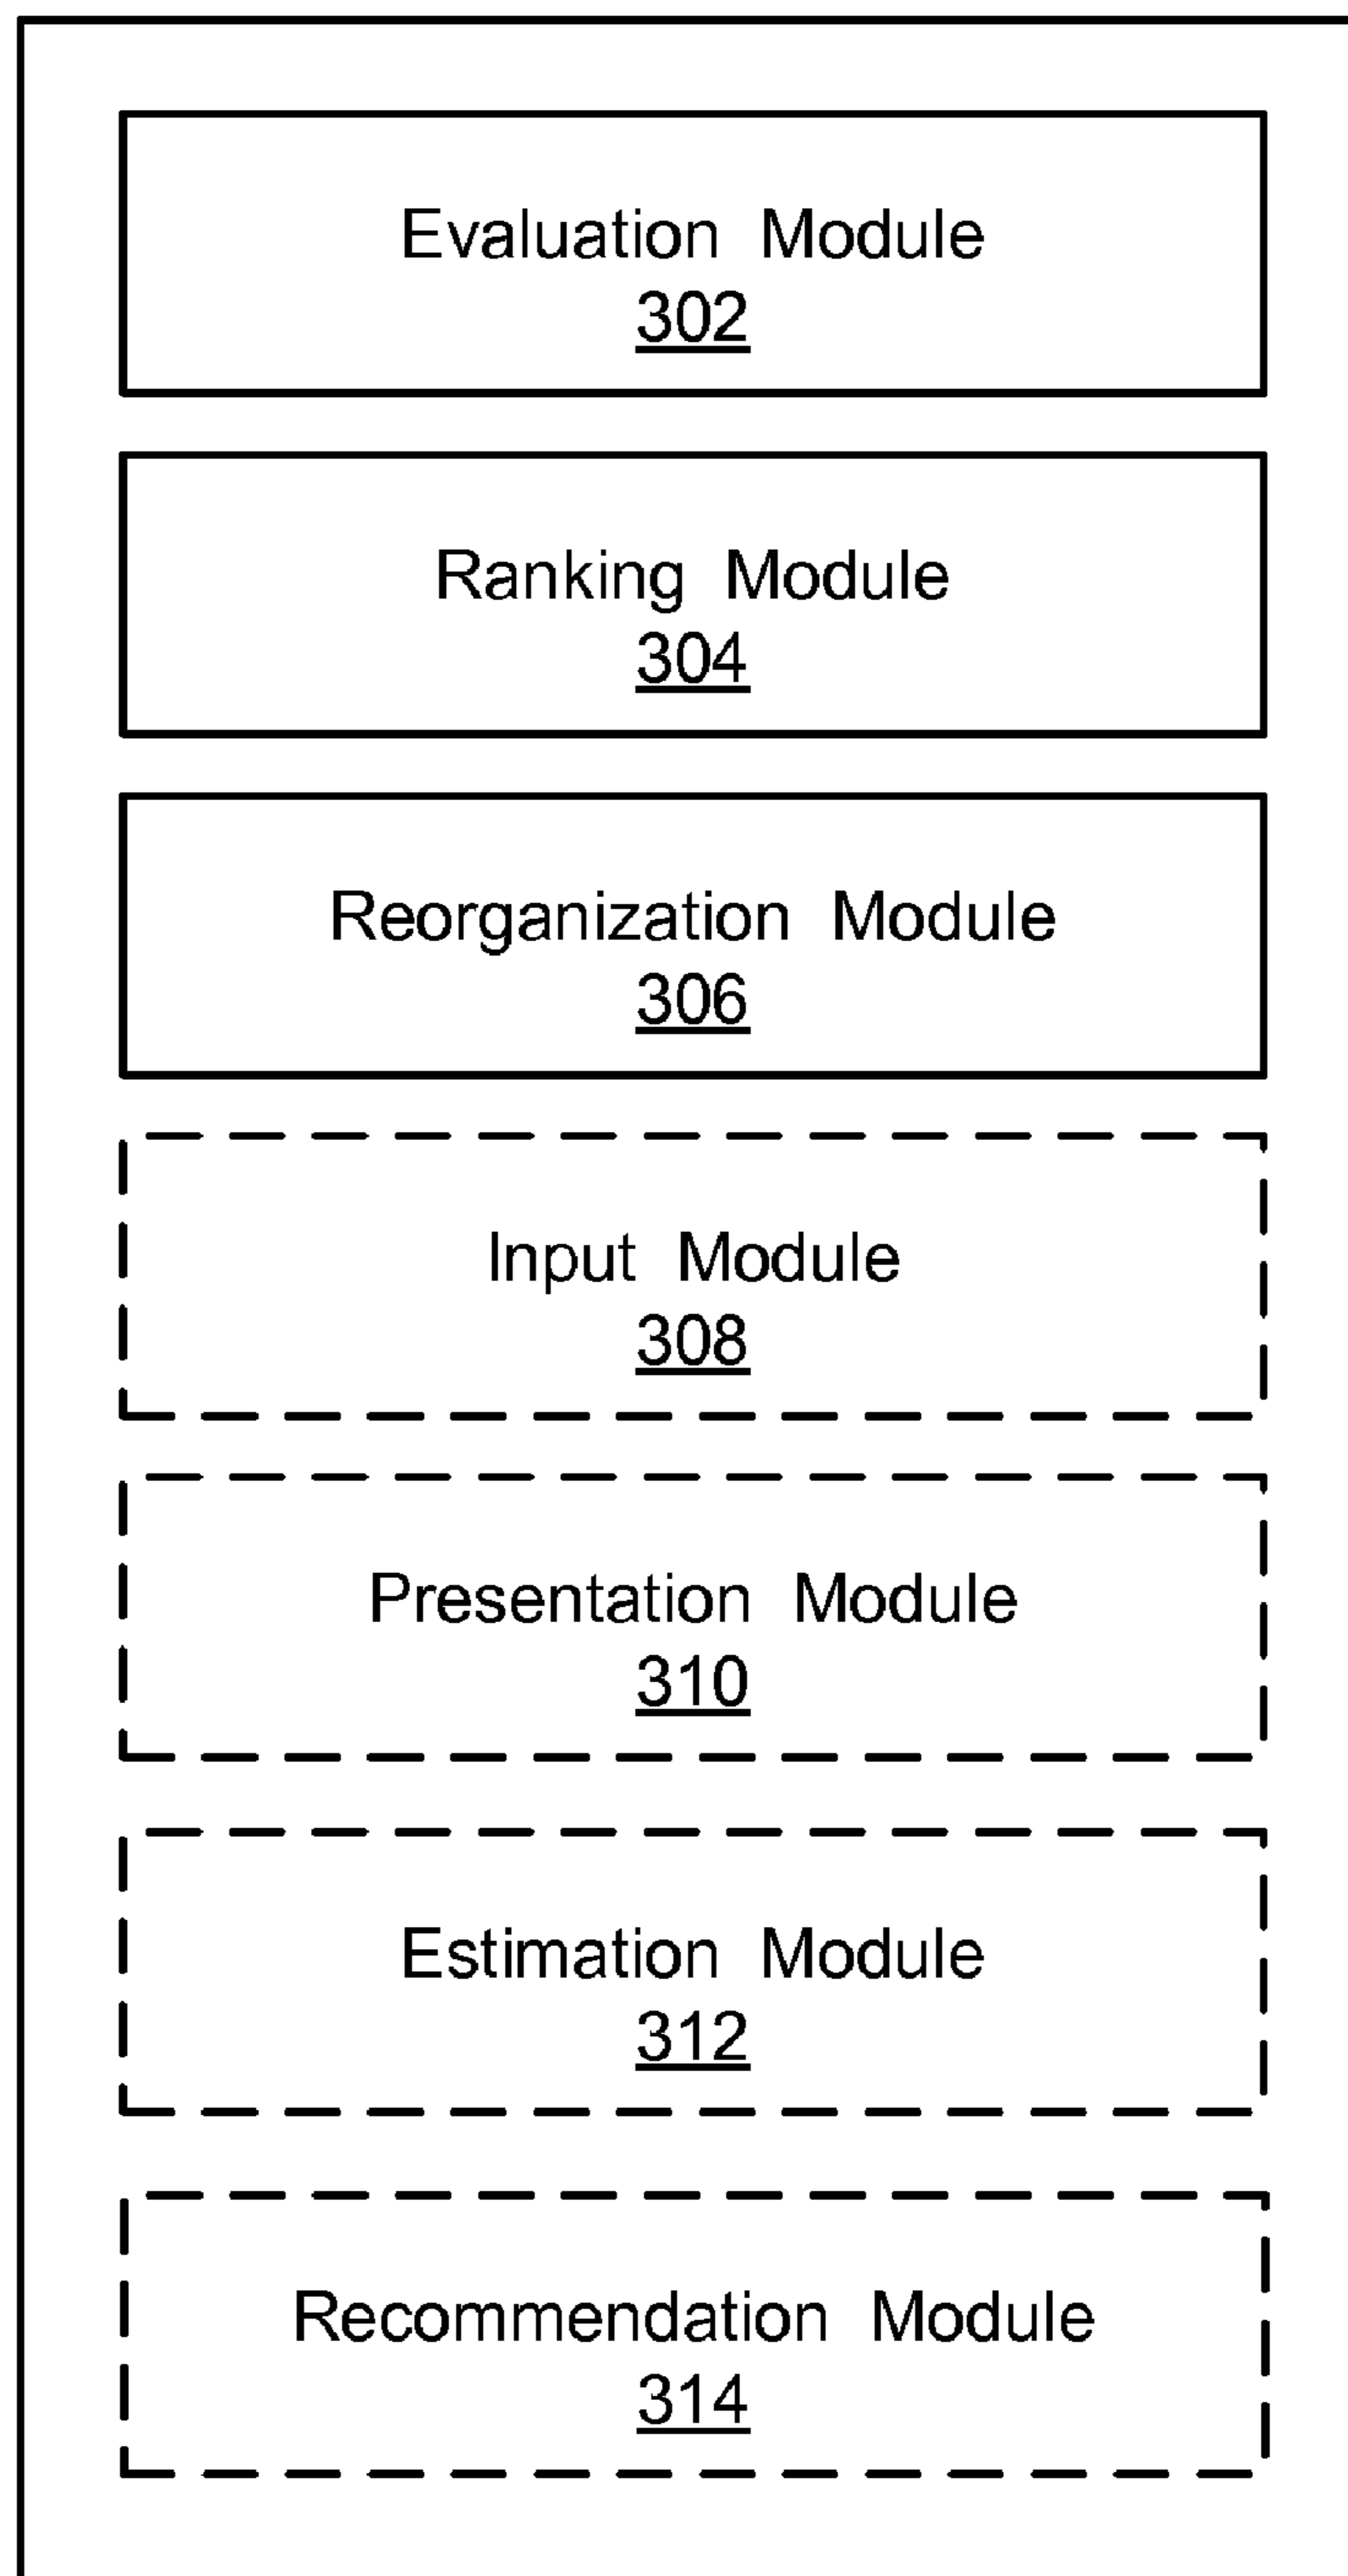 Evaluation Module
302
Ranking Module
304
Reorganization Module
306
Input Module
308
Presentation Module
310
Estimation Module
312
Recommendation Module
314